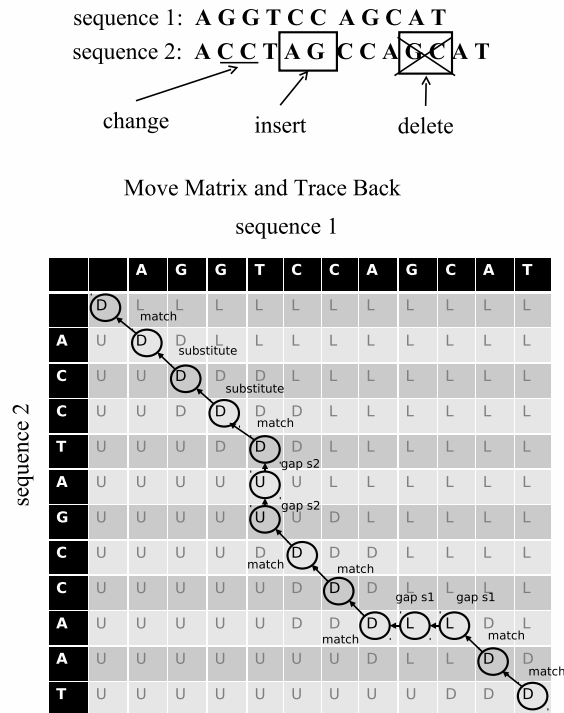 sequence 1: A G G T C C A G C A T
sequence 2: A C C T A G C C A G C A T
change insert delete
Move Matrix and Trace Back
sequence 1
A G G T C C A G C A T
D L L L L L L L L L L L
match
A U D D L L L L L L L L L
substitute
C U U D D D L L L L L L L
substitute
C U U D D D D L L L L L L
match
T U U U D D D L L L L L L
gap s2
A U U U U U U L L L L L L
gap s2
G U U U U U U D L L L L L
C U U U U D D D D L L L L
match match
C U U U U U D D D L L L L
gap s1 gap s1
A U U U U U D D D L L D L
match match
A U U U U U U U D L L D D
match
T U U U U U U U U U D D D
sequence 2